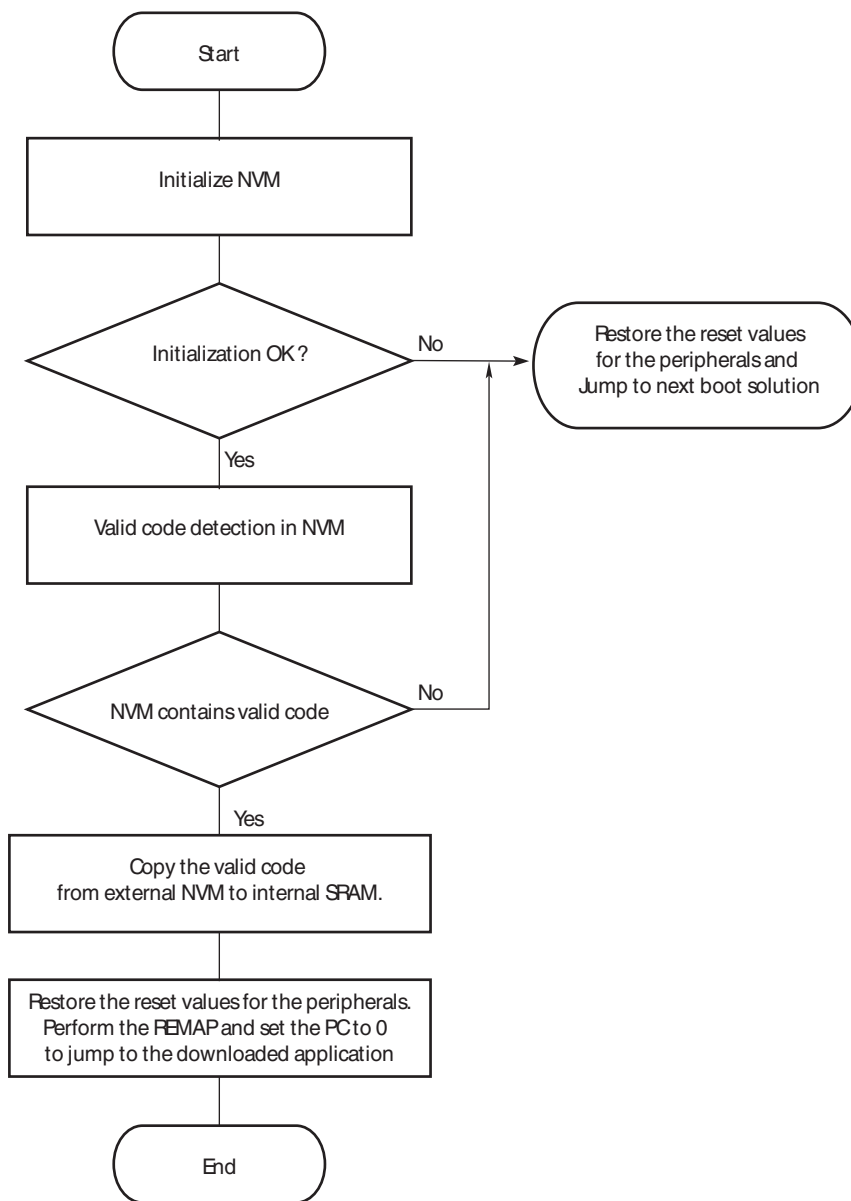 Start
Initialize NVM
Initialization OK ?
No
Restore the reset values
for the peripherals and
Jump to next boot solution
Yes
Valid code detection in NVM
NVM contains valid code
No
Yes
Copy the valid code
from external NVM to internal SRAM.
Restore the reset values for the peripherals.
Perform the REMAP and set the PC to 0
to jump to the downloaded application
End